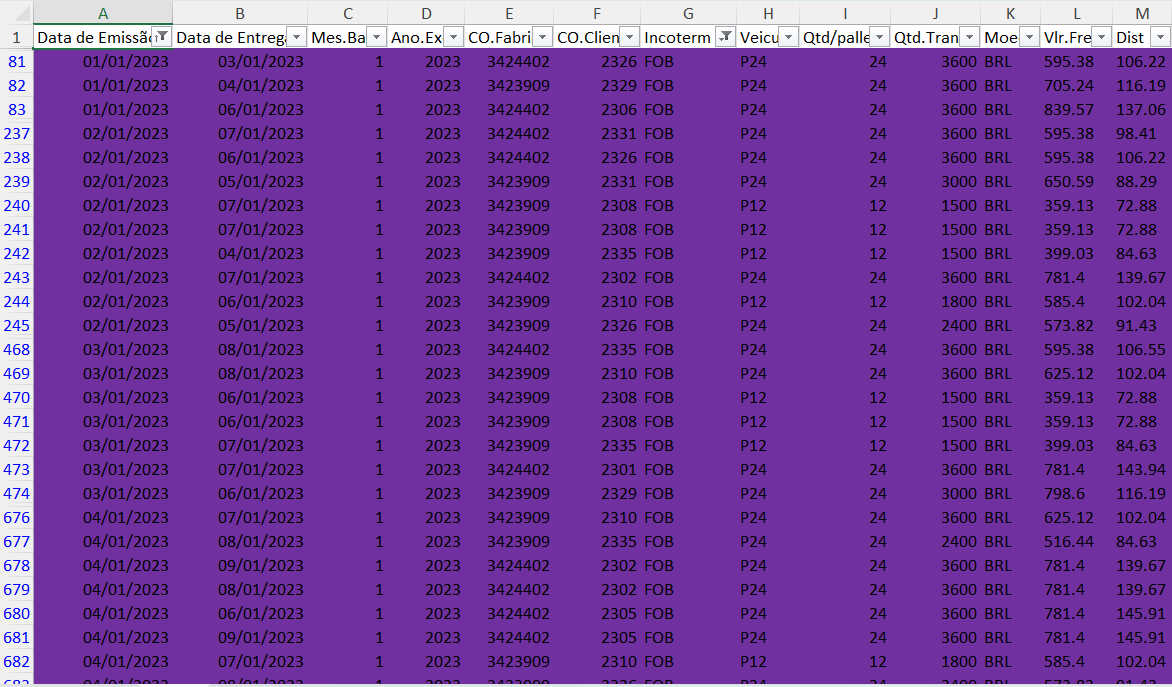 A B C D E F G H I J K L M
1 Data de Emissão Data de Entrega Mes.Ba Ano.Ex CO.Fabri CO.Clien Incoterm Veicu Qtd/palle Qtd.Tran Moe Vlr.Fre Dist
81 01/01/2023 03/01/2023 1 2023 3424402 2326 FOB P24 24 3600 BRL 595.38 106.22
82 01/01/2023 04/01/2023 1 2023 3423909 2329 FOB P24 24 3600 BRL 705.24 116.19
83 01/01/2023 06/01/2023 1 2023 3424402 2306 FOB P24 24 3600 BRL 839.57 137.06
237 02/01/2023 07/01/2023 1 2023 3424402 2331 FOB P24 24 3600 BRL 595.38 98.41
238 02/01/2023 06/01/2023 1 2023 3424402 2326 FOB P24 24 3600 BRL 595.38 106.22
239 02/01/2023 05/01/2023 1 2023 3423909 2331 FOB P24 24 3000 BRL 650.59 88.29
240 02/01/2023 07/01/2023 1 2023 3423909 2308 FOB P12 12 1500 BRL 359.13 72.88
241 02/01/2023 07/01/2023 1 2023 3423909 2308 FOB P12 12 1500 BRL 359.13 72.88
242 02/01/2023 04/01/2023 1 2023 3423909 2335 FOB P12 12 1500 BRL 399.03 84.63
243 02/01/2023 07/01/2023 1 2023 3424402 2302 FOB P24 24 3600 BRL 781.4 139.67
244 02/01/2023 06/01/2023 1 2023 3423909 2310 FOB P12 12 1800 BRL 585.4 102.04
245 02/01/2023 05/01/2023 1 2023 3423909 2326 FOB P24 24 2400 BRL 573.82 91.43
468 03/01/2023 08/01/2023 1 2023 3424402 2335 FOB P24 24 3600 BRL 595.38 106.55
469 03/01/2023 08/01/2023 1 2023 3423909 2310 FOB P24 24 3600 BRL 625.12 102.04
470 03/01/2023 06/01/2023 1 2023 3423909 2308 FOB P12 12 1500 BRL 359.13 72.88
471 03/01/2023 06/01/2023 1 2023 3423909 2308 FOB P12 12 1500 BRL 359.13 72.88
472 03/01/2023 07/01/2023 1 2023 3423909 2335 FOB P12 12 1500 BRL 399.03 84.63
473 03/01/2023 07/01/2023 1 2023 3424402 2301 FOB P24 24 3600 BRL 781.4 143.94
474 03/01/2023 06/01/2023 1 2023 3423909 2329 FOB P24 24 3000 BRL 798.6 116.19
676 04/01/2023 07/01/2023 1 2023 3423909 2310 FOB P24 24 3600 BRL 625.12 102.04
677 04/01/2023 08/01/2023 1 2023 3423909 2335 FOB P24 24 2400 BRL 516.44 84.63
678 04/01/2023 09/01/2023 1 2023 3424402 2302 FOB P24 24 3600 BRL 781.4 139.67
679 04/01/2023 08/01/2023 1 2023 3424402 2302 FOB P24 24 3600 BRL 781.4 139.67
680 04/01/2023 06/01/2023 1 2023 3424402 2305 FOB P24 24 3600 BRL 781.4 145.91
681 04/01/2023 09/01/2023 1 2023 3424402 2305 FOB P24 24 3600 BRL 781.4 145.91
682 04/01/2023 07/01/2023 1 2023 3423909 2310 FOB P12 12 1800 BRL 585.4 102.04